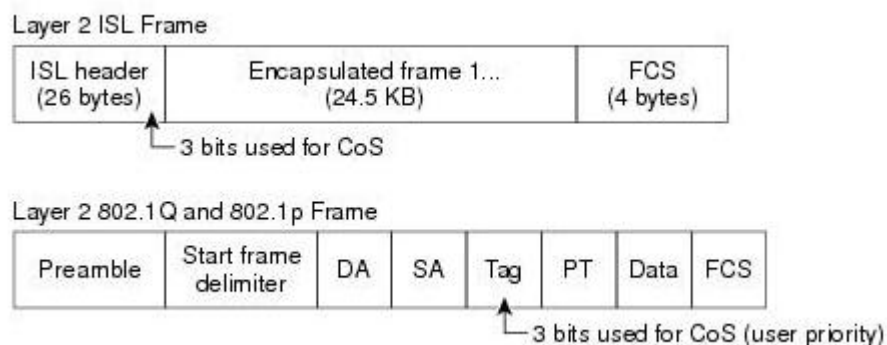 Layer 2 ISL Frame
ISL header
(26 bytes)
Encapsulated frame 1...
(24.5 KB)
FCS
(4 bytes)
3 bits used for CoS
Layer 2 802.1Q and 802.1p Frame
Preamble
Start frame
delimiter
DA
SA
Tag
PT
Data
FCS
3 bits used for CoS (user priority)